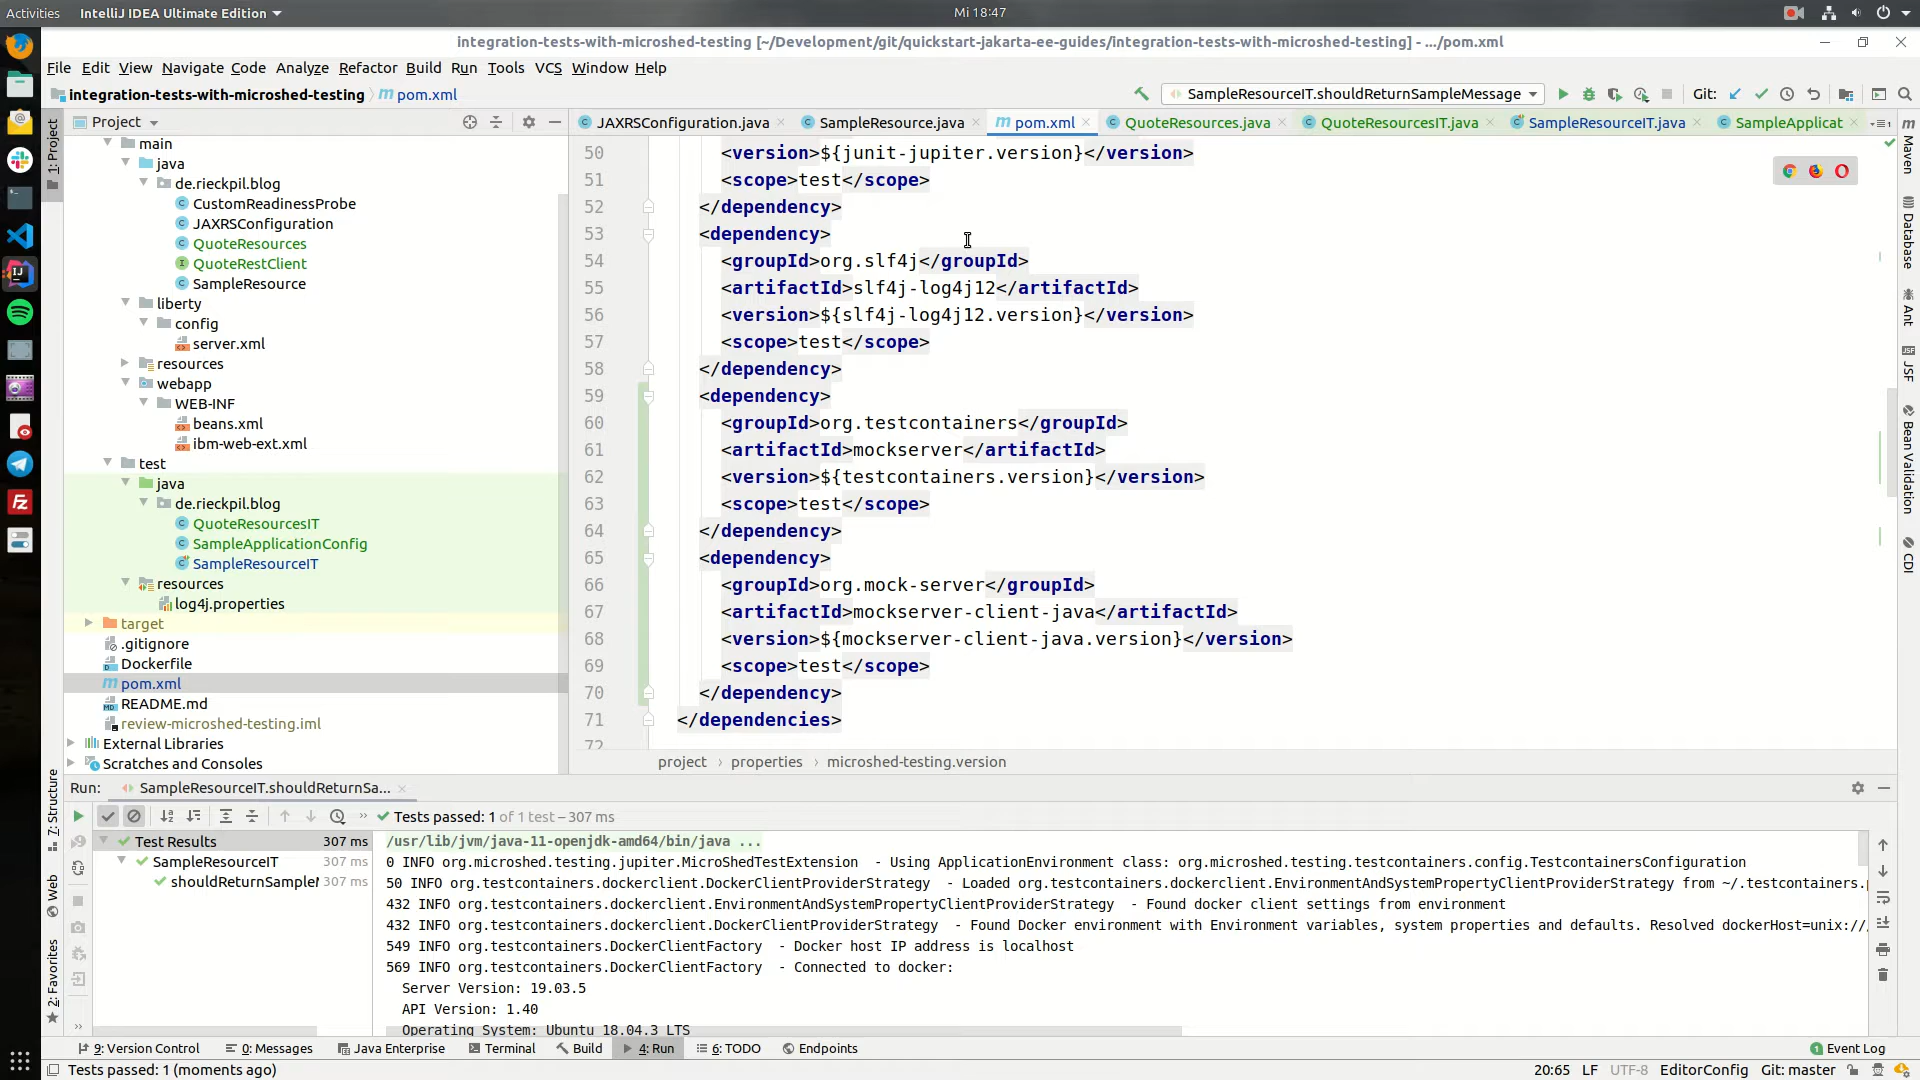 Activities
IntelliJ IDEA Ultimate Edition
Mi 18:47
integration-tests-with-microshed-testing [~/Development/git/quickstart-jakarta-ee-guides/integration-tests-with-microshed-testing] - .../pom.xml
File Edit View Navigate Code Analyze Refactor Build Run Tools VCS Window Help
integration-tests-with-microshed-testing
pom.xml
SampleResourceIT.shouldReturnSampleMessage
Git:
1: Project
Project
JAXRSConfiguration.java
SampleResource.java
pom.xml
QuoteResources.java
QuoteResourcesIT.java
SampleResourceIT.java
SampleApplicat
main
java
de.rieckpil.blog
CustomReadinessProbe
JAXRSConfiguration
QuoteResources
QuoteRestClient
SampleResource
liberty
config
server.xml
resources
webapp
WEB-INF
beans.xml
ibm-web-ext.xml
test
java
de.rieckpil.blog
QuoteResourcesIT
SampleApplicationConfig
SampleResourceIT
resources
log4j.properties
target
.gitignore
Dockerfile
pom.xml
README.md
review-microshed-testing.iml
External Libraries
Scratches and Consoles
50 <version>${junit-jupiter.version}</version>
51 <scope>test</scope>
52 </dependency>
53 <dependency>
54 <groupId>org.slf4j</groupId>
55 <artifactId>slf4j-log4j12</artifactId>
56 <version>${slf4j-log4j12.version}</version>
57 <scope>test</scope>
58 </dependency>
59 <dependency>
60 <groupId>org.testcontainers</groupId>
61 <artifactId>mockserver</artifactId>
62 <version>${testcontainers.version}</version>
63 <scope>test</scope>
64 </dependency>
65 <dependency>
66 <groupId>org.mock-server</groupId>
67 <artifactId>mockserver-client-java</artifactId>
68 <version>${mockserver-client-java.version}</version>
69 <scope>test</scope>
70 </dependency>
71 </dependencies>
72
project › properties › microshed-testing.version
Maven
Database
Ant
JSF
Bean Validation
CDI
7: Structure
Web
2: Favorites
Run:
SampleResourceIT.shouldReturnSa...
Tests passed: 1 of 1 test – 307 ms
Test Results 307 ms
SampleResourceIT 307 ms
shouldReturnSample 307 ms
/usr/lib/jvm/java-11-openjdk-amd64/bin/java ...
0 INFO org.microshed.testing.jupiter.MicroShedTestExtension - Using ApplicationEnvironment class: org.microshed.testing.testcontainers.config.TestcontainersConfiguration
50 INFO org.testcontainers.dockerclient.DockerClientProviderStrategy - Loaded org.testcontainers.dockerclient.EnvironmentAndSystemPropertyClientProviderStrategy from ~/.testcontainers.
432 INFO org.testcontainers.dockerclient.EnvironmentAndSystemPropertyClientProviderStrategy - Found docker client settings from environment
432 INFO org.testcontainers.dockerclient.DockerClientProviderStrategy - Found Docker environment with Environment variables, system properties and defaults. Resolved dockerHost=unix://
549 INFO org.testcontainers.DockerClientFactory - Docker host IP address is localhost
569 INFO org.testcontainers.DockerClientFactory - Connected to docker:
Server Version: 19.03.5
API Version: 1.40
Operating System: Ubuntu 18.04.3 LTS
9: Version Control
0: Messages
Java Enterprise
Terminal
Build
4: Run
6: TODO
Endpoints
1 Event Log
Tests passed: 1 (moments ago)
20:65 LF UTF-8 EditorConfig Git: master